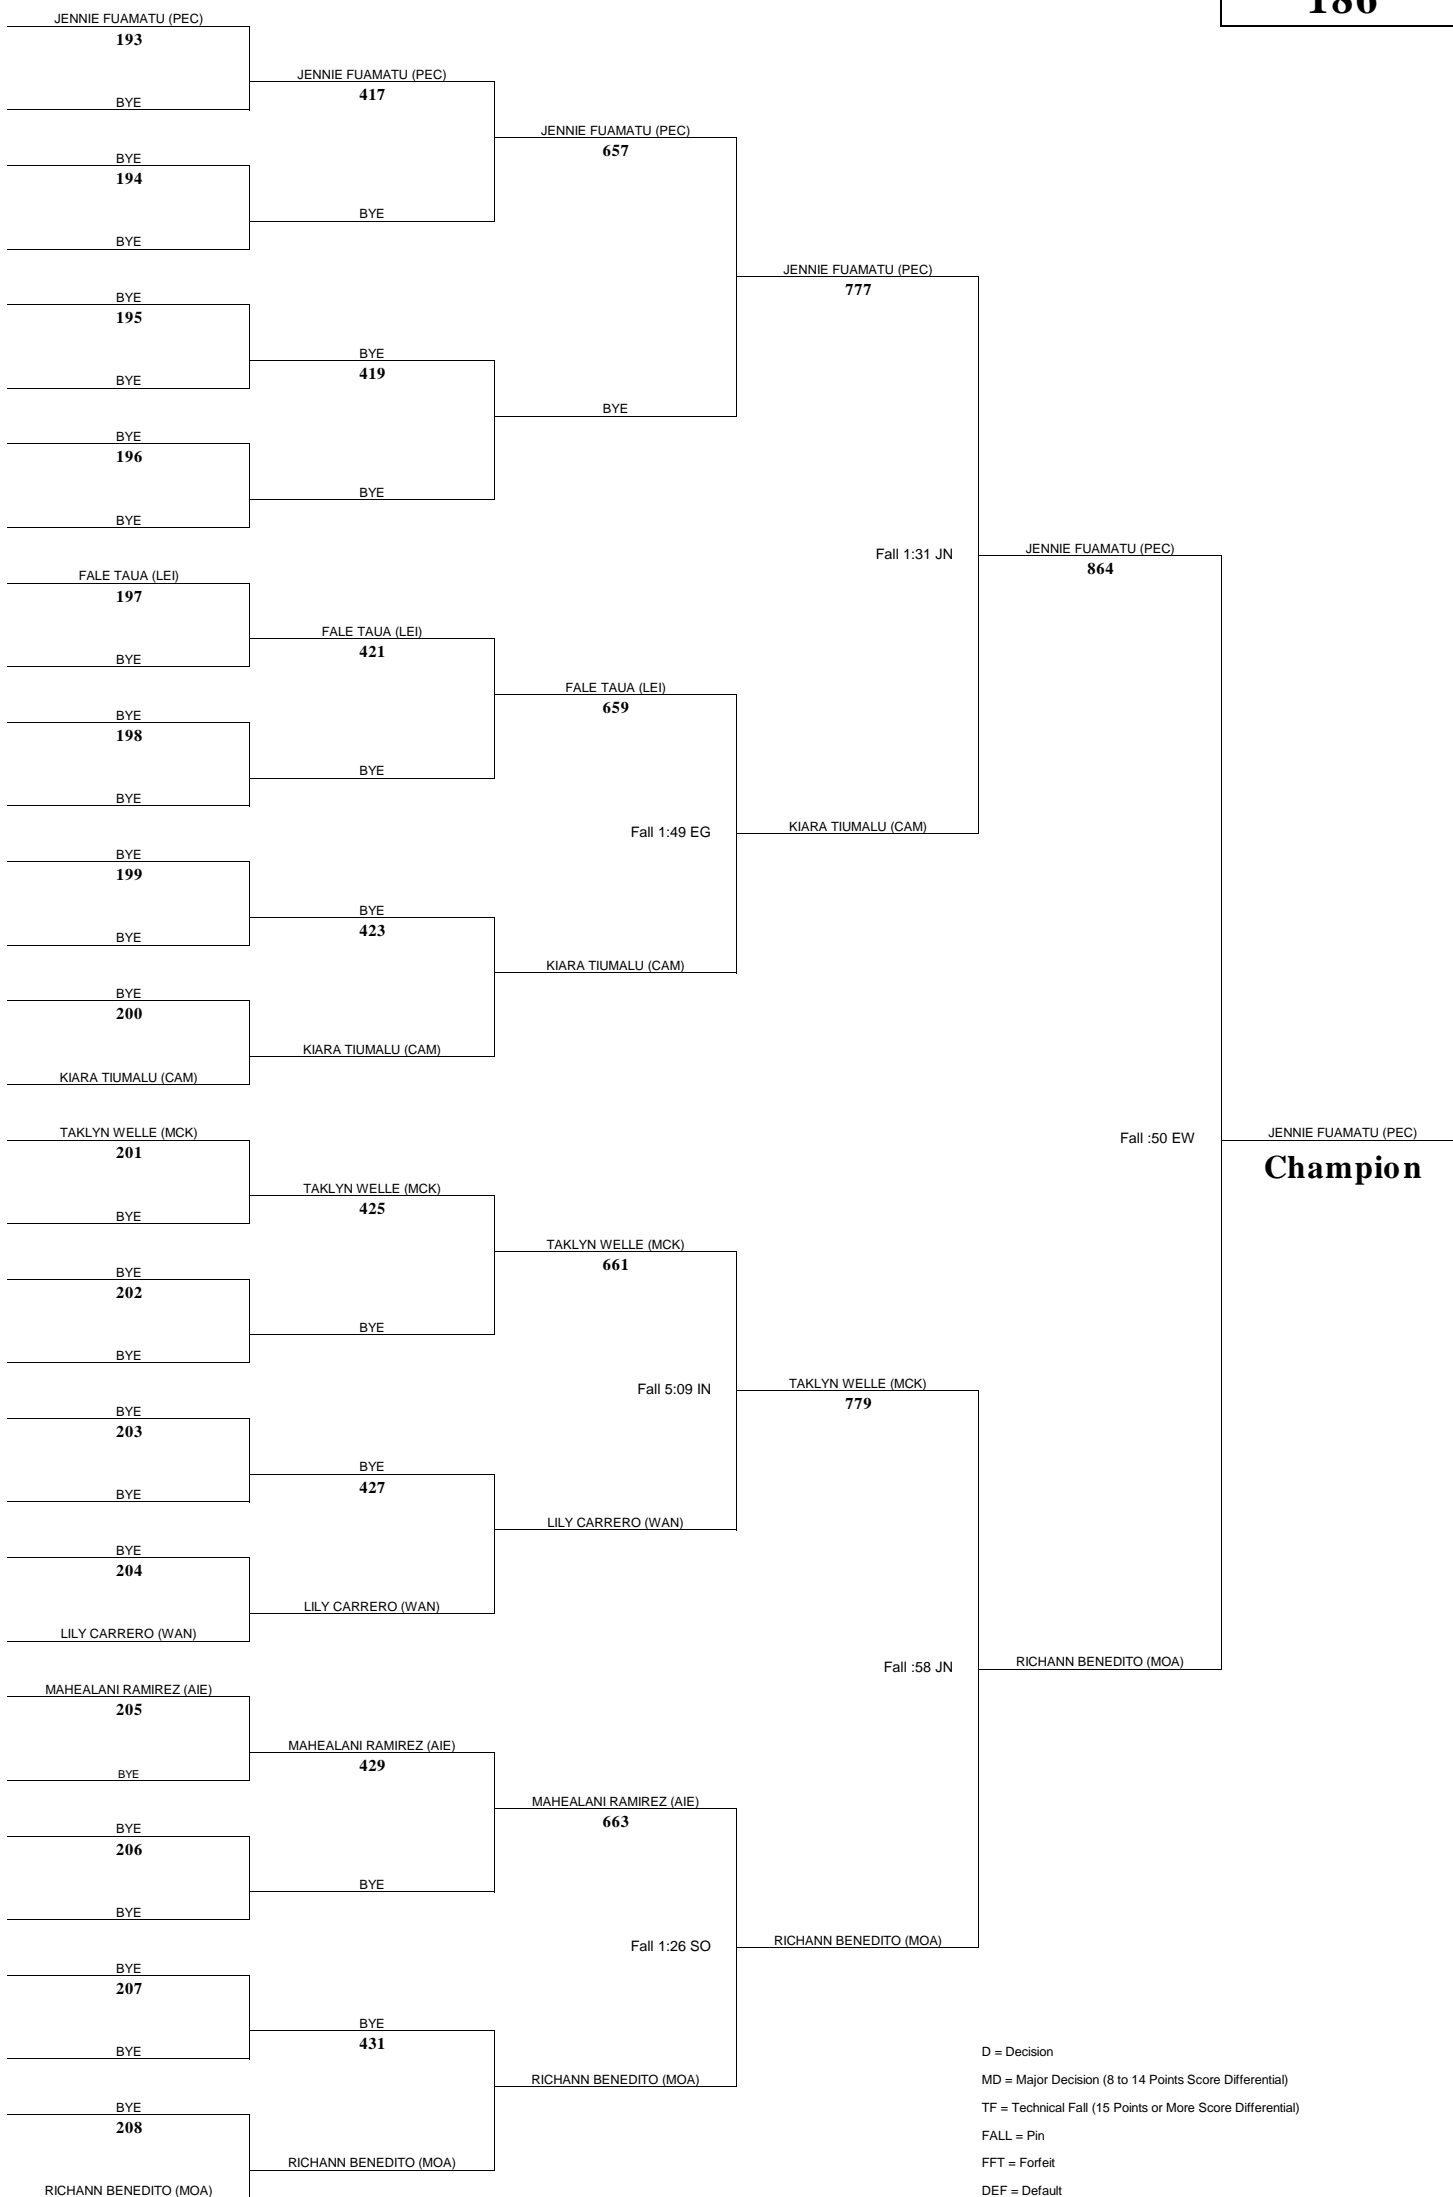 186
JENNIE FUAMATU (PEC)
193
BYE
BYE
194
BYE
BYE
195
BYE
BYE
196
BYE
FALE TAUA (LEI)
197
BYE
BYE
198
BYE
BYE
199
BYE
BYE
200
KIARA TIUMALU (CAM)
TAKLYN WELLE (MCK)
201
BYE
BYE
202
BYE
BYE
203
BYE
BYE
204
LILY CARRERO (WAN)
MAHEALANI RAMIREZ (AIE)
205
BYE
BYE
206
BYE
BYE
207
BYE
BYE
208
RICHANN BENEDITO (MOA)
JENNIE FUAMATU (PEC)
417
BYE
BYE
419
BYE
FALE TAUA (LEI)
421
BYE
BYE
423
KIARA TIUMALU (CAM)
TAKLYN WELLE (MCK)
425
BYE
BYE
427
LILY CARRERO (WAN)
MAHEALANI RAMIREZ (AIE)
429
BYE
BYE
431
RICHANN BENEDITO (MOA)
JENNIE FUAMATU (PEC)
657
BYE
FALE TAUA (LEI)
659
Fall 1:49 EG
KIARA TIUMALU (CAM)
TAKLYN WELLE (MCK)
661
Fall 5:09 IN
LILY CARRERO (WAN)
MAHEALANI RAMIREZ (AIE)
663
Fall 1:26 SO
RICHANN BENEDITO (MOA)
JENNIE FUAMATU (PEC)
777
Fall 1:31 JN
KIARA TIUMALU (CAM)
TAKLYN WELLE (MCK)
779
Fall :58 JN
RICHANN BENEDITO (MOA)
JENNIE FUAMATU (PEC)
864
Fall :50 EW
RICHANN BENEDITO (MOA)
JENNIE FUAMATU (PEC)
Champion
D = Decision
MD = Major Decision (8 to 14 Points Score Differential)
TF = Technical Fall (15 Points or More Score Differential)
FALL = Pin
FFT = Forfeit
DEF = Default